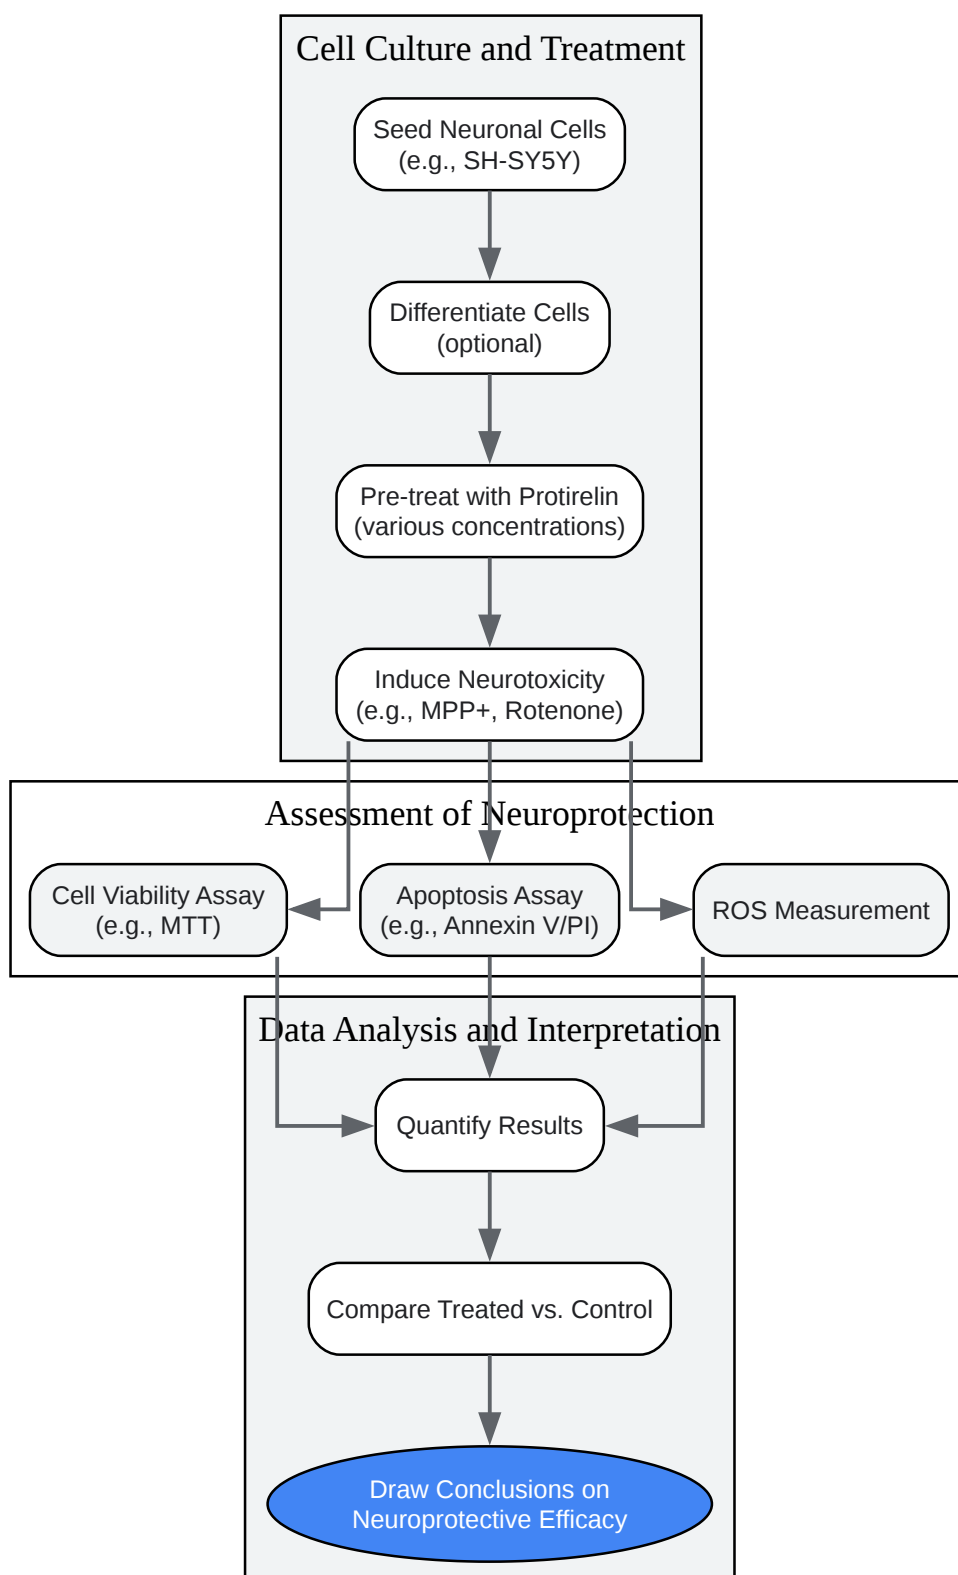 Cell Culture and Treatment
Seed Neuronal Cells
(e.g., SH-SY5Y)
Differentiate Cells
(optional)
Pre-treat with Protirelin
(various concentrations)
Induce Neurotoxicity
(e.g., MPP+, Rotenone)
Assessment of Neuroprotection
Cell Viability Assay
(e.g., MTT)
Apoptosis Assay
(e.g., Annexin V/PI)
ROS Measurement
Data Analysis and Interpretation
Quantify Results
Compare Treated vs. Control
Draw Conclusions on
Neuroprotective Efficacy